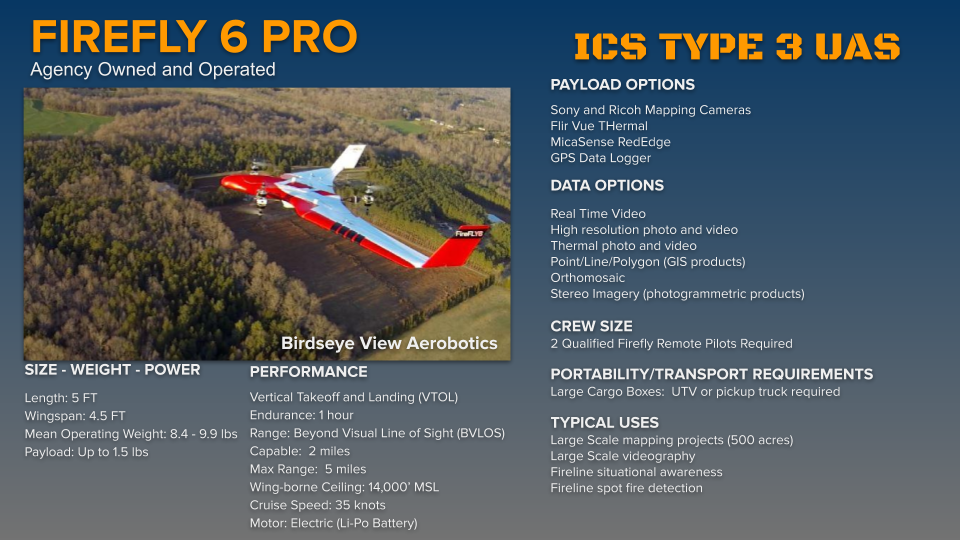 FIREFLY 6 PRO
Agency Owned and Operated
FireFLY6
Birdseye View Aerobotics
SIZE - WEIGHT - POWER
Length: 5 FT
Wingspan: 4.5 FT
Mean Operating Weight: 8.4 - 9.9 lbs
Payload: Up to 1.5 lbs
PERFORMANCE
Vertical Takeoff and Landing (VTOL)
Endurance: 1 hour
Range: Beyond Visual Line of Sight (BVLOS)
Capable:  2 miles
Max Range:  5 miles
Wing-borne Ceiling: 14,000' MSL
Cruise Speed: 35 knots
Motor: Electric (Li-Po Battery)
ICS TYPE 3 UAS
PAYLOAD OPTIONS
Sony and Ricoh Mapping Cameras
Flir Vue THermal
MicaSense RedEdge
GPS Data Logger
DATA OPTIONS
Real Time Video
High resolution photo and video
Thermal photo and video
Point/Line/Polygon (GIS products)
Orthomosaic
Stereo Imagery (photogrammetric products)
CREW SIZE
2 Qualified Firefly Remote Pilots Required
PORTABILITY/TRANSPORT REQUIREMENTS
Large Cargo Boxes:  UTV or pickup truck required
TYPICAL USES
Large Scale mapping projects (500 acres)
Large Scale videography
Fireline situational awareness
Fireline spot fire detection